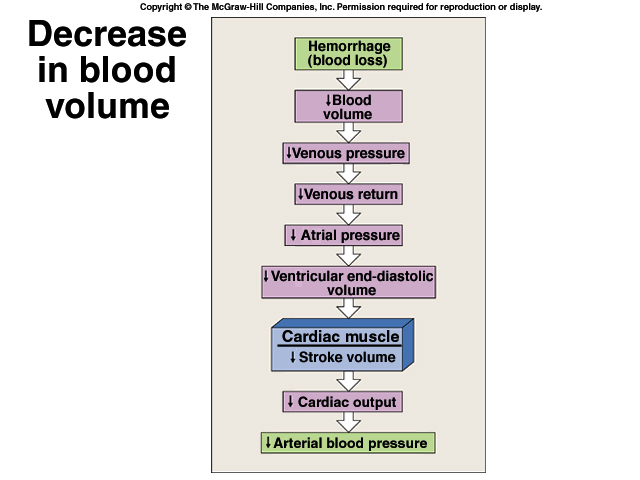 Copyright © The McGraw-Hill Companies, Inc. Permission required for reproduction or display.
Decrease
in blood
volume
Hemorrhage
(blood loss)
↓Blood
volume
↓Venous pressure
↓Venous return
↓ Atrial pressure
↓Ventricular end-diastolic
volume
Cardiac muscle
↓ Stroke volume
↓ Cardiac output
↓Arterial blood pressure